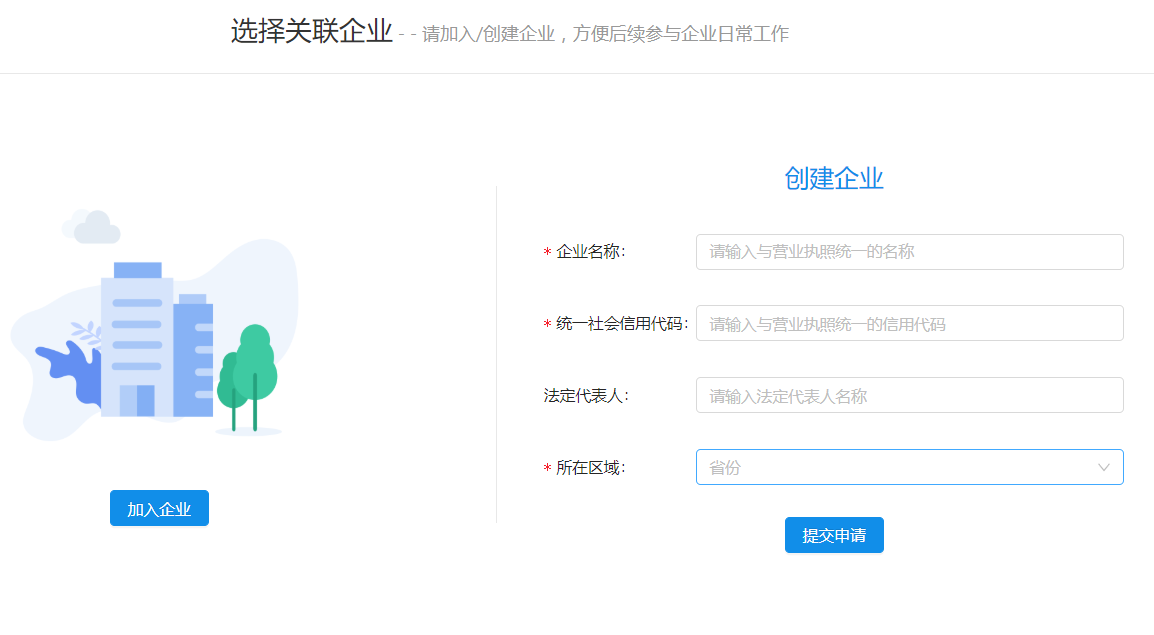 选择关联企业 - - 请加入/创建企业，方便后续参与企业日常工作
创建企业
* 企业名称: 请输入与营业执照统一的名称
* 统一社会信用代码: 请输入与营业执照统一的信用代码
法定代表人: 请输入法定代表人名称
* 所在区域: 省份
加入企业
提交申请